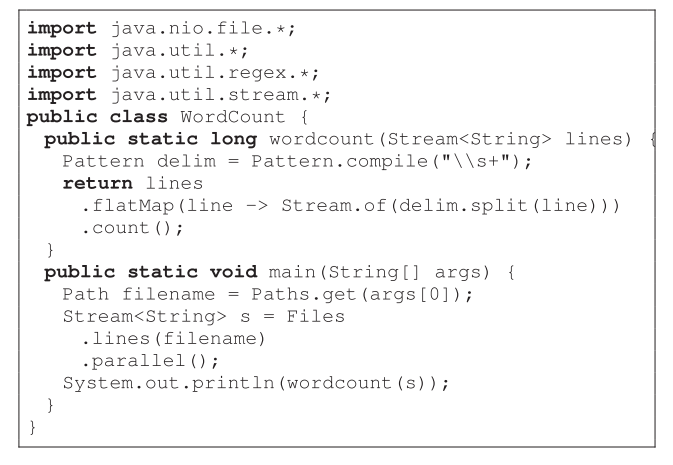 import java.nio.file.*;
import java.util.*;
import java.util.regex.*;
import java.util.stream.*;
public class WordCount {
  public static long wordcount(Stream<String> lines) {
    Pattern delim = Pattern.compile("\\s+");
    return lines
      .flatMap(line -> Stream.of(delim.split(line)))
      .count();
  }
  public static void main(String[] args) {
    Path filename = Paths.get(args[0]);
    Stream<String> s = Files
      .lines(filename)
      .parallel();
    System.out.println(wordcount(s));
  }
}